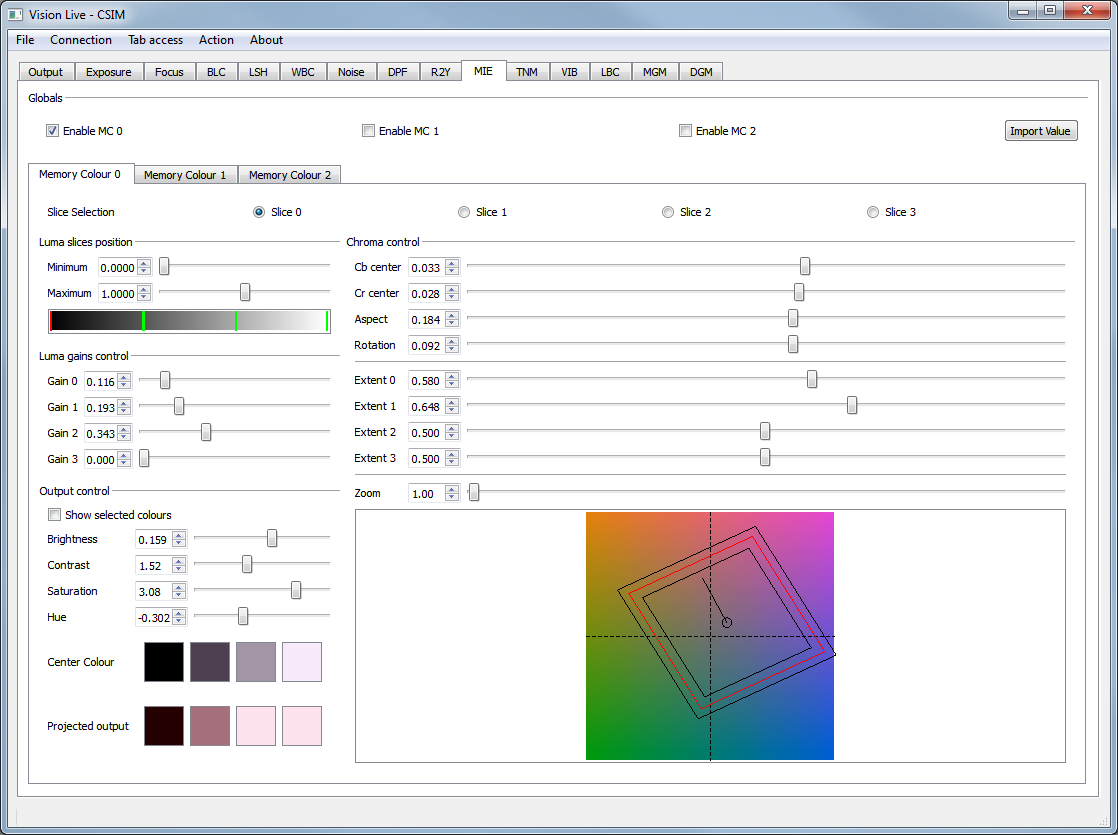 Vision Live - CSIM
File Connection Tab access Action About
Output Exposure Focus BLC LSH WBC Noise DPF R2Y MIE TNM VIB LBC MGM DGM
Globals
Enable MC 0 Enable MC 1 Enable MC 2 Import Value
Memory Colour 0 Memory Colour 1 Memory Colour 2
Slice Selection Slice 0 Slice 1 Slice 2 Slice 3
Luma slices position Chroma control
Minimum 0.0000 Cb center 0.033
Maximum 1.0000 Cr center 0.028
Aspect 0.184
Rotation 0.092
Luma gains control
Gain 0 0.116 Extent 0 0.580
Gain 1 0.193 Extent 1 0.648
Gain 2 0.343 Extent 2 0.500
Gain 3 0.000 Extent 3 0.500
Output control Zoom 1.00
Show selected colours
Brightness 0.159
Contrast 1.52
Saturation 3.08
Hue -0.302
Center Colour
Projected output